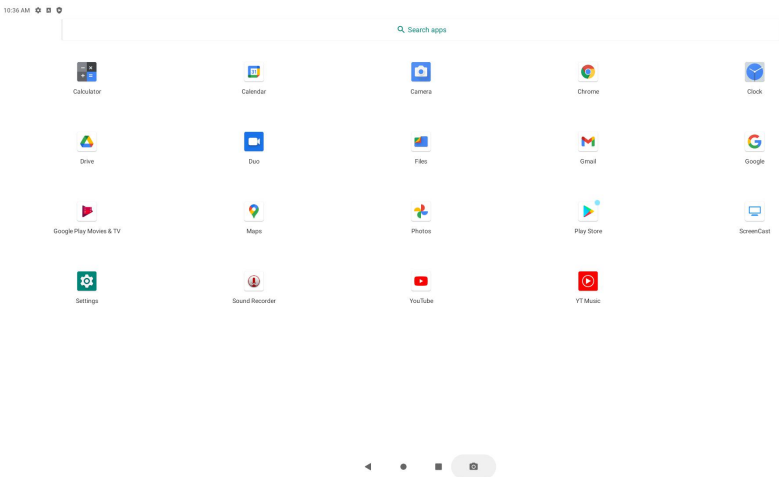 10:36 AM
Search apps
Calculator
Calendar
Camera
Chrome
Clock
Drive
Duo
Files
Gmail
Google
Google Play Movies & TV
Maps
Photos
Play Store
ScreenCast
Settings
Sound Recorder
YouTube
YT Music